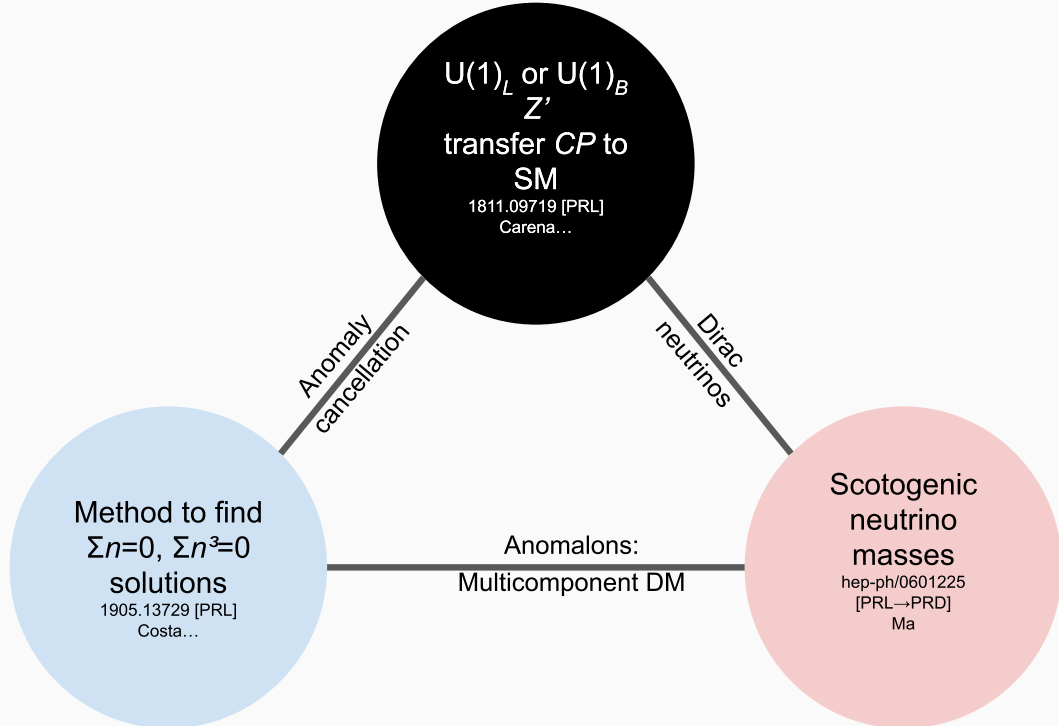 U(1)L or U(1)B
Z’
transfer CP to
SM
1811.09719 [PRL]
Carena…
Anomaly
cancellation
Dirac
neutrinos
Method to find
Σn=0, Σn³=0
solutions
1905.13729 [PRL]
Costa…
Anomalons:
Multicomponent DM
Scotogenic
neutrino
masses
hep-ph/0601225
[PRL→PRD]
Ma